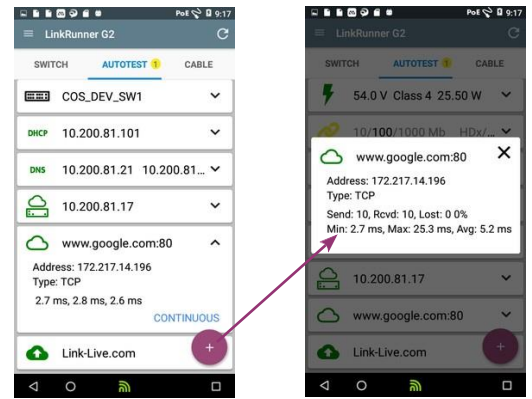 PoE 9:17
LinkRunner G2
SWITCH AUTOTEST 1 CABLE
COS_DEV_SW1
DHCP 10.200.81.101
DNS 10.200.81.21 10.200.81...
10.200.81.17
www.google.com:80
Address: 172.217.14.196
Type: TCP
2.7 ms, 2.8 ms, 2.6 ms
CONTINUOUS
+
Link-Live.com
PoE 9:17
LinkRunner G2
SWITCH AUTOTEST 1 CABLE
54.0 V Class 4 25.50 W
10/100/1000 Mb HDx/...
www.google.com:80 X
Address: 172.217.14.196
Type: TCP
Send: 10, Rcvd: 10, Lost: 0 0%
Min: 2.7 ms, Max: 25.3 ms, Avg: 5.2 ms
10.200.81.17
www.google.com:80
Link-Live.com
+